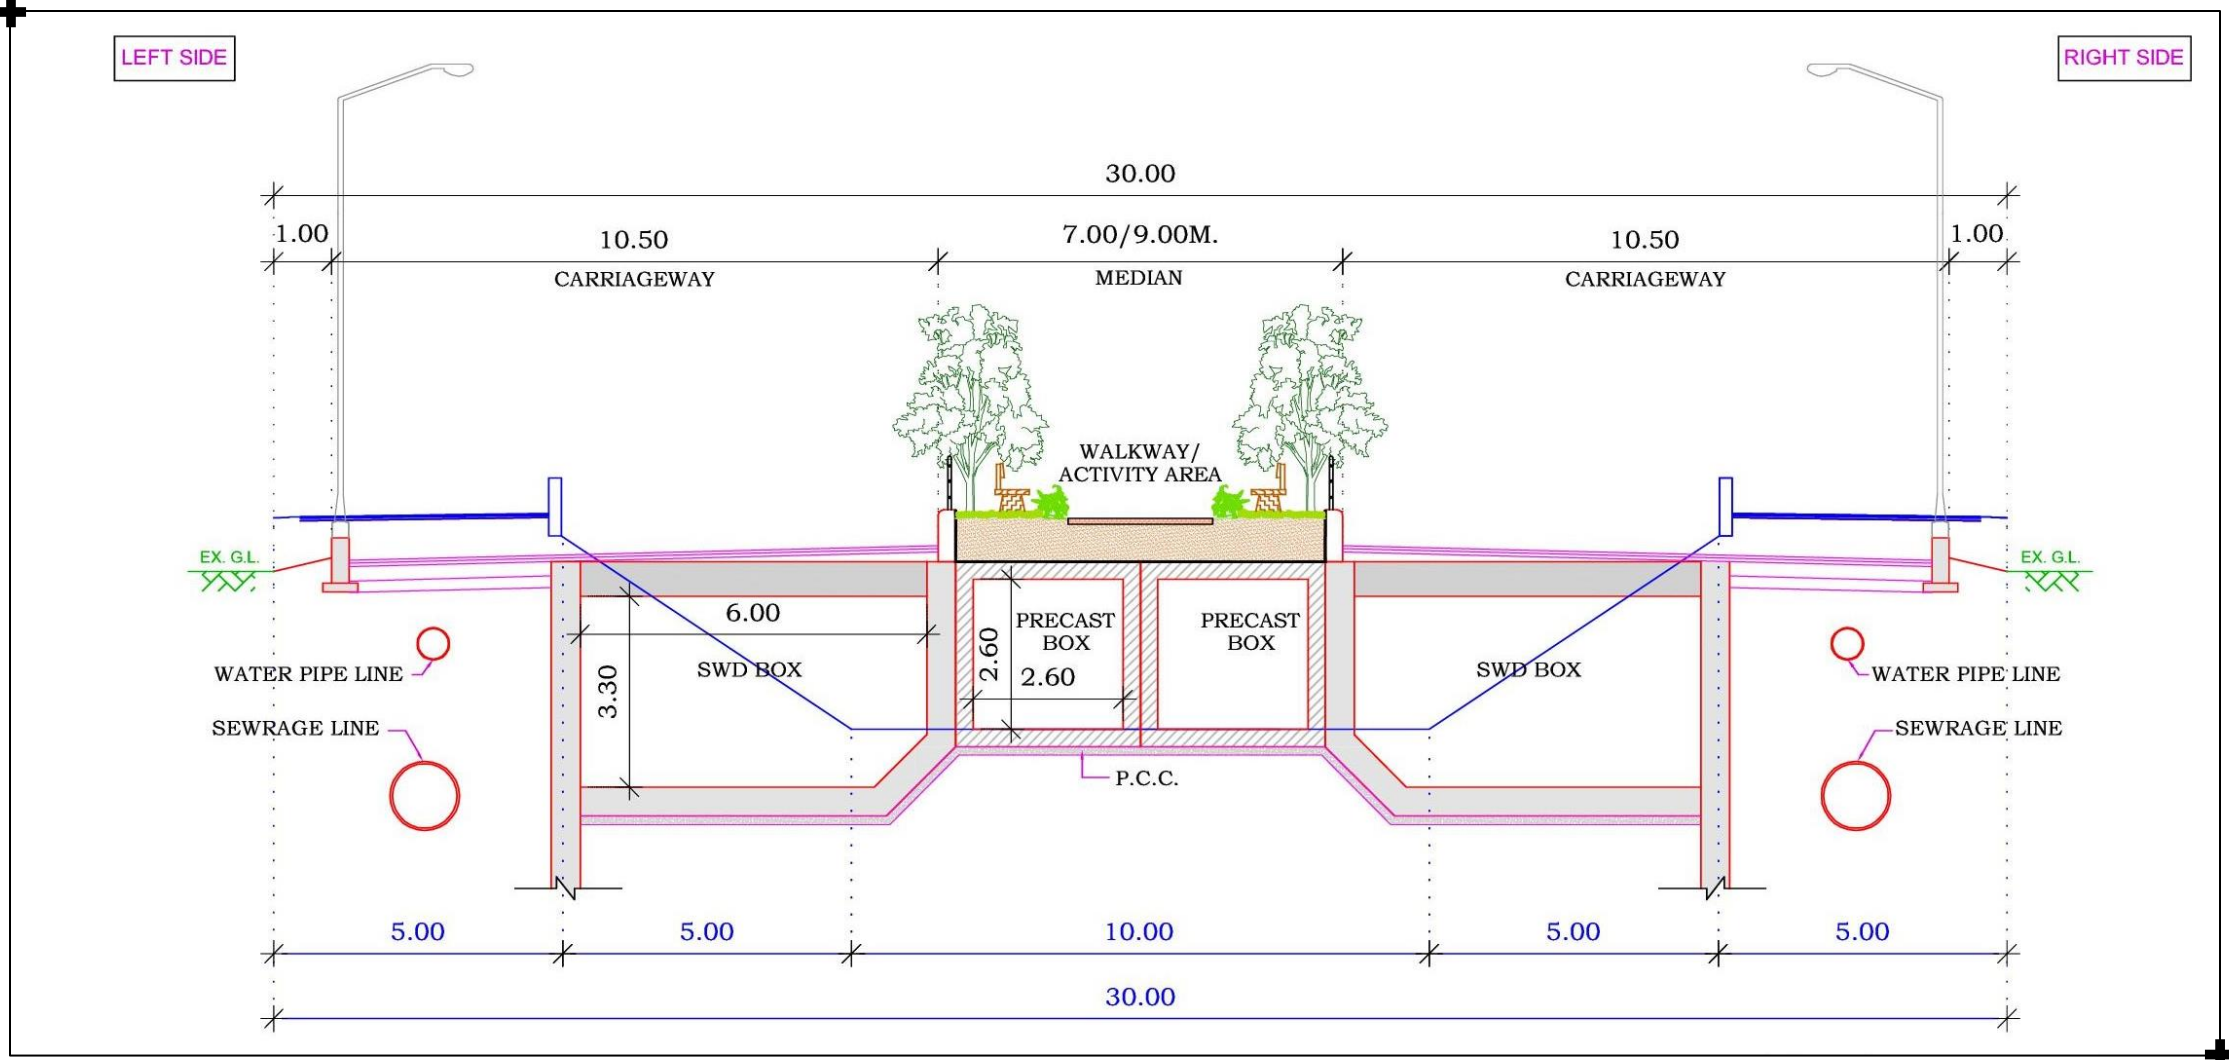 LEFT SIDE
RIGHT SIDE
30.00
1.00
10.50
7.00/9.00M.
10.50
1.00
CARRIAGEWAY
MEDIAN
CARRIAGEWAY
WALKWAY/
ACTIVITY AREA
EX. G.L.
EX. G.L.
6.00
PRECAST
BOX
PRECAST
BOX
2.60
2.60
3.30
SWD BOX
SWD BOX
WATER PIPE LINE
WATER PIPE LINE
SEWRAGE LINE
SEWRAGE LINE
P.C.C.
5.00
5.00
10.00
5.00
5.00
30.00